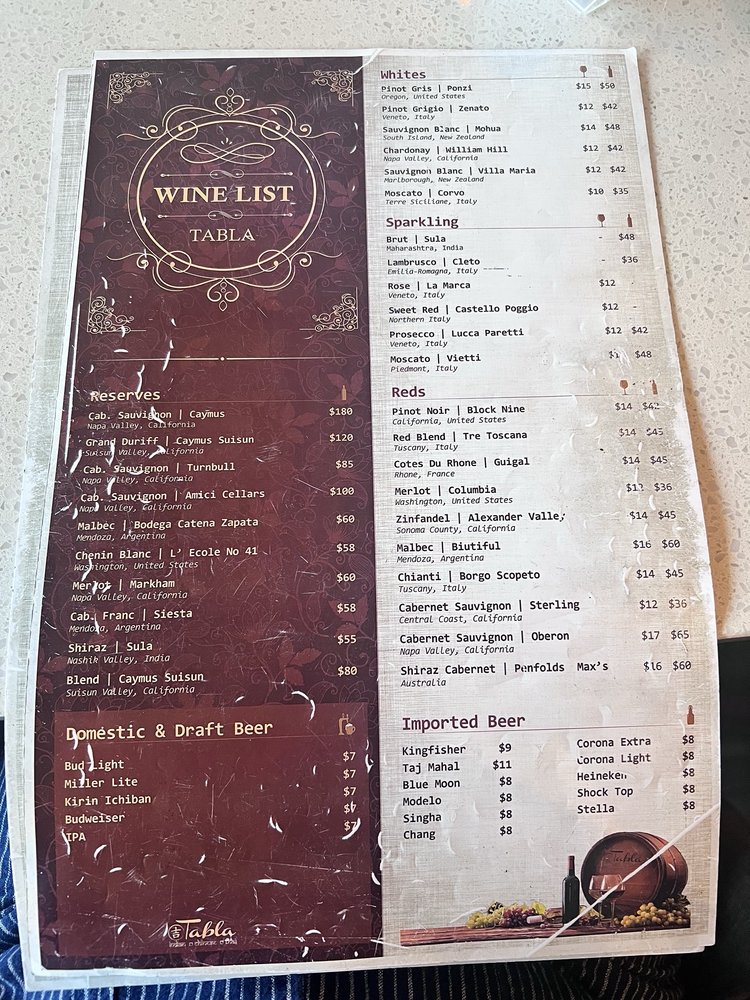 WINE LIST
TABLA
Reserves
Cab. Sauvignon | Caymus $180
Napa Valley, California
Grand Duriff | Caymus Suisun $120
Suisun Valley, California
Cab. Sauvignon | Turnbull $85
Napa Valley, California
Cab. Sauvignon | Amici Cellars $100
Napa Valley, California
Malbec | Bodega Catena Zapata $60
Mendoza, Argentina
Chenin Blanc | L' Ecole No 41 $58
Washington, United States
Merlot | Markham $60
Napa Valley, California
Cab. Franc | Siesta $58
Mendoza, Argentina
Shiraz | Sula $55
Nashik Valley, India
Blend | Caymus Suisun $80
Suisun Valley, California
Domestic & Draft Beer
Bud Light $7
Miller Lite $7
Kirin Ichiban $7
Budweiser $7
IPA $7
Tabla
indian
Whites
Pinot Gris | Ponzi $15 $50
Oregon, United States
Pinot Grigio | Zenato $12 $42
Veneto, Italy
Sauvignon Blanc | Mohua $14 $48
South Island, New Zealand
Chardonay | William Hill $12 $42
Napa Valley, California
Sauvignon Blanc | Villa Maria $12 $42
Marlborough, New Zealand
Moscato | Corvo $10 $35
Terre Siciliane, Italy
Sparkling
Brut | Sula - $48
Maharashtra, India
Lambrusco | Cleto - $36
Emilia-Romagna, Italy
Rose | La Marca $12 -
Veneto, Italy
Sweet Red | Castello Poggio $12 -
Northern Italy
Prosecco | Lucca Paretti $12 $42
Veneto, Italy
Moscato | Vietti $48
Piedmont, Italy
Reds
Pinot Noir | Block Nine $14 $42
California, United States
Red Blend | Tre Toscana $14 $45
Tuscany, Italy
Cotes Du Rhone | Guigal $14 $45
Rhone, France
Merlot | Columbia $12 $36
Washington, United States
Zinfandel | Alexander Valley $14 $45
Sonoma County, California
Malbec | Biutiful $16 $60
Mendoza, Argentina
Chianti | Borgo Scopeto $14 $45
Tuscany, Italy
Cabernet Sauvignon | Sterling $12 $36
Central Coast, California
Cabernet Sauvignon | Oberon $17 $65
Napa Valley, California
Shiraz Cabernet | Penfolds Max's $16 $60
Australia
Imported Beer
Kingfisher $9
Taj Mahal $11
Blue Moon $8
Modelo $8
Singha $8
Chang $8
Corona Extra $8
Corona Light $8
Heineken $8
Shock Top $8
Stella $8
Tabla